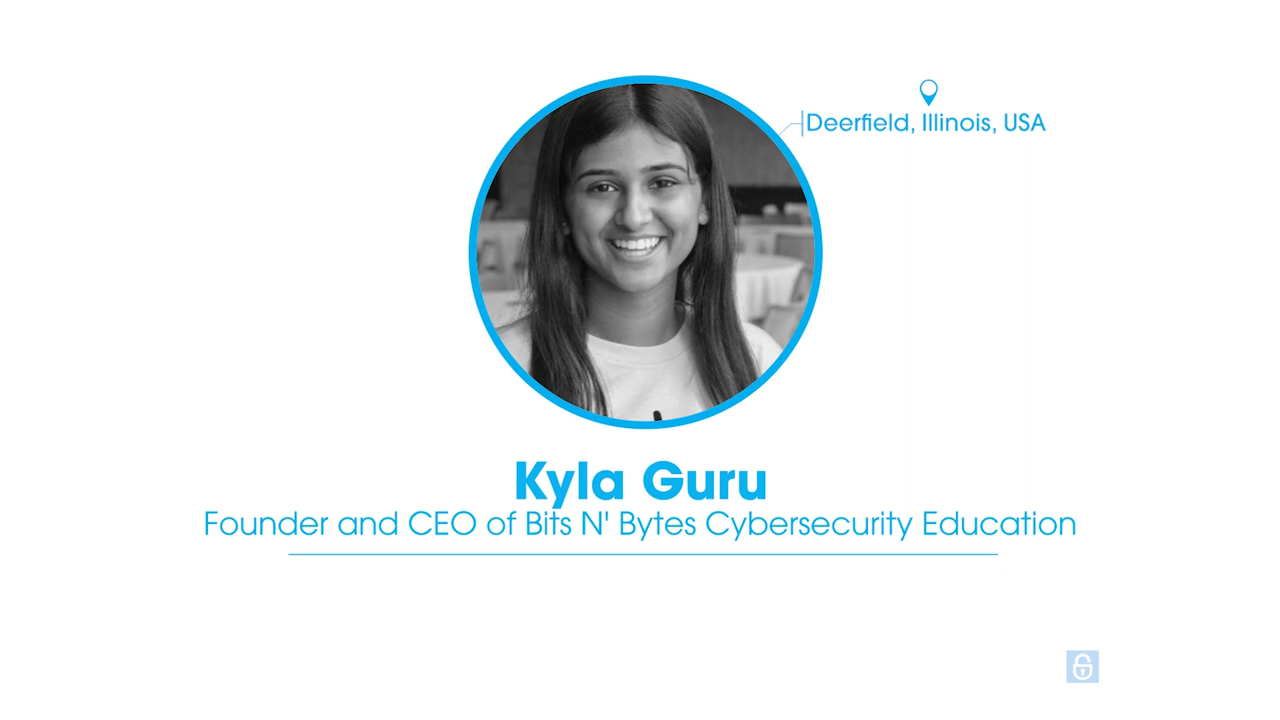 Deerfield, Illinois, USA
Kyla Guru
Founder and CEO of Bits N' Bytes Cybersecurity Education